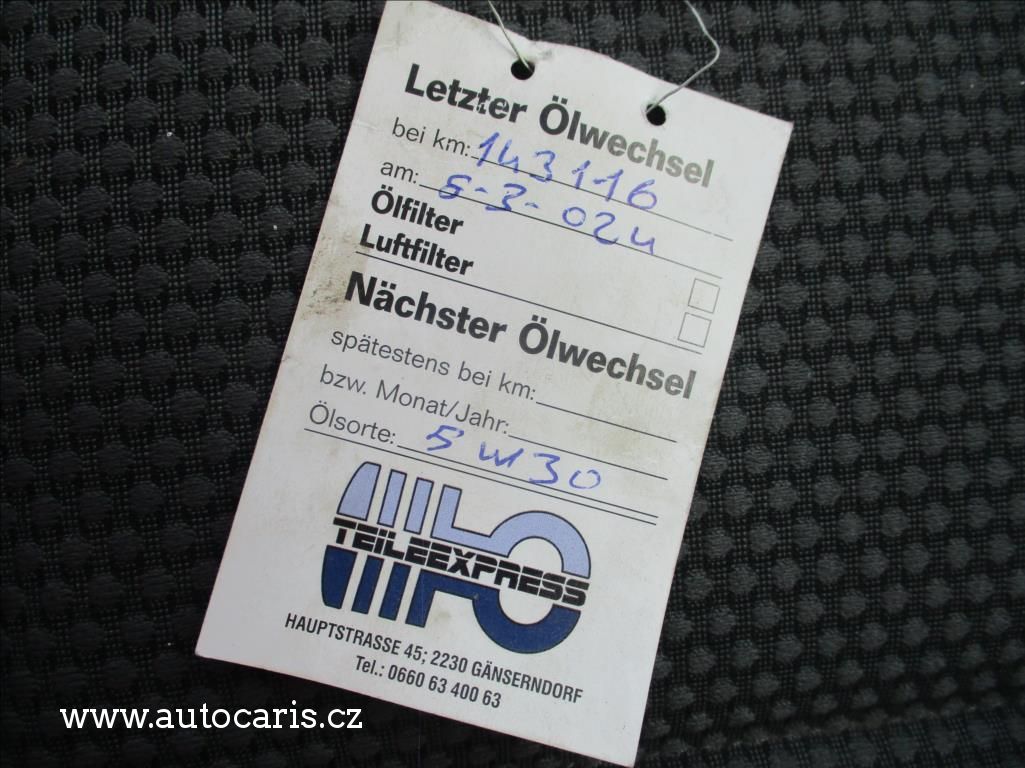 Letzter Ölwechsel
bei km: 143116
am: 5-3-024
Ölfilter
Luftfilter
Nächster Ölwechsel
spätestens bei km:
bzw. Monat/Jahr:
Ölsorte: 5w30
TEILEEXPRESS
HAUPTSTRASSE 45; 2230 GÄNSERNDORF
Tel.: 0660 63 400 63
www.autocaris.cz